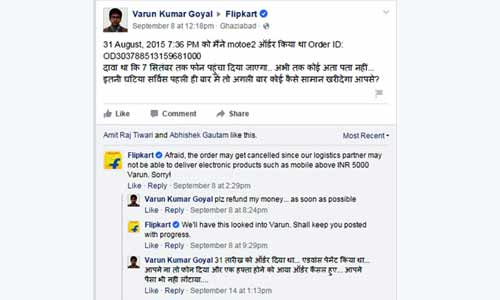 Varun Kumar Goyal ▸ Flipkart
September 8 at 12:18pm · Ghaziabad ·
31 August, 2015 7:36 PM को मैंने motoe2 ऑर्डर किया था Order ID:
OD303788513159681000
दावा था कि 7 सितंबर तक फोन पहुंचा दिया जाएगा... अभी तक कोई अता पता नहीं...
इतनी घटिया सर्विस पहली ही बार में तो अगली बार कोई कैसे सामान खरीदेगा आपसे?
Like Comment Share
Amit Raj Tiwari and Abhishek Gautam like this.
Most Recent
Flipkart Afraid, the order may get cancelled since our logistics partner may
not be able to deliver electronic products such as mobile above INR 5000
Varun. Sorry!
Like · Reply · September 8 at 2:29pm
Varun Kumar Goyal plz refund my money... as soon as possible
Like · Reply · September 8 at 8:24pm
Flipkart We'll have this looked into Varun. Shall keep you posted
with progress.
Like · Reply · September 8 at 9:29pm
Varun Kumar Goyal 31 तारीख को ऑर्डर दिया था... एडवांस पेमेंट किया था...
आपने ना तो फोन दिया और एक हफ्ता होने को आया ऑर्डर कैंसल हुए... आपने
पैसा भी नहीं लौटाया....
Like · Reply · September 14 at 1:13pm